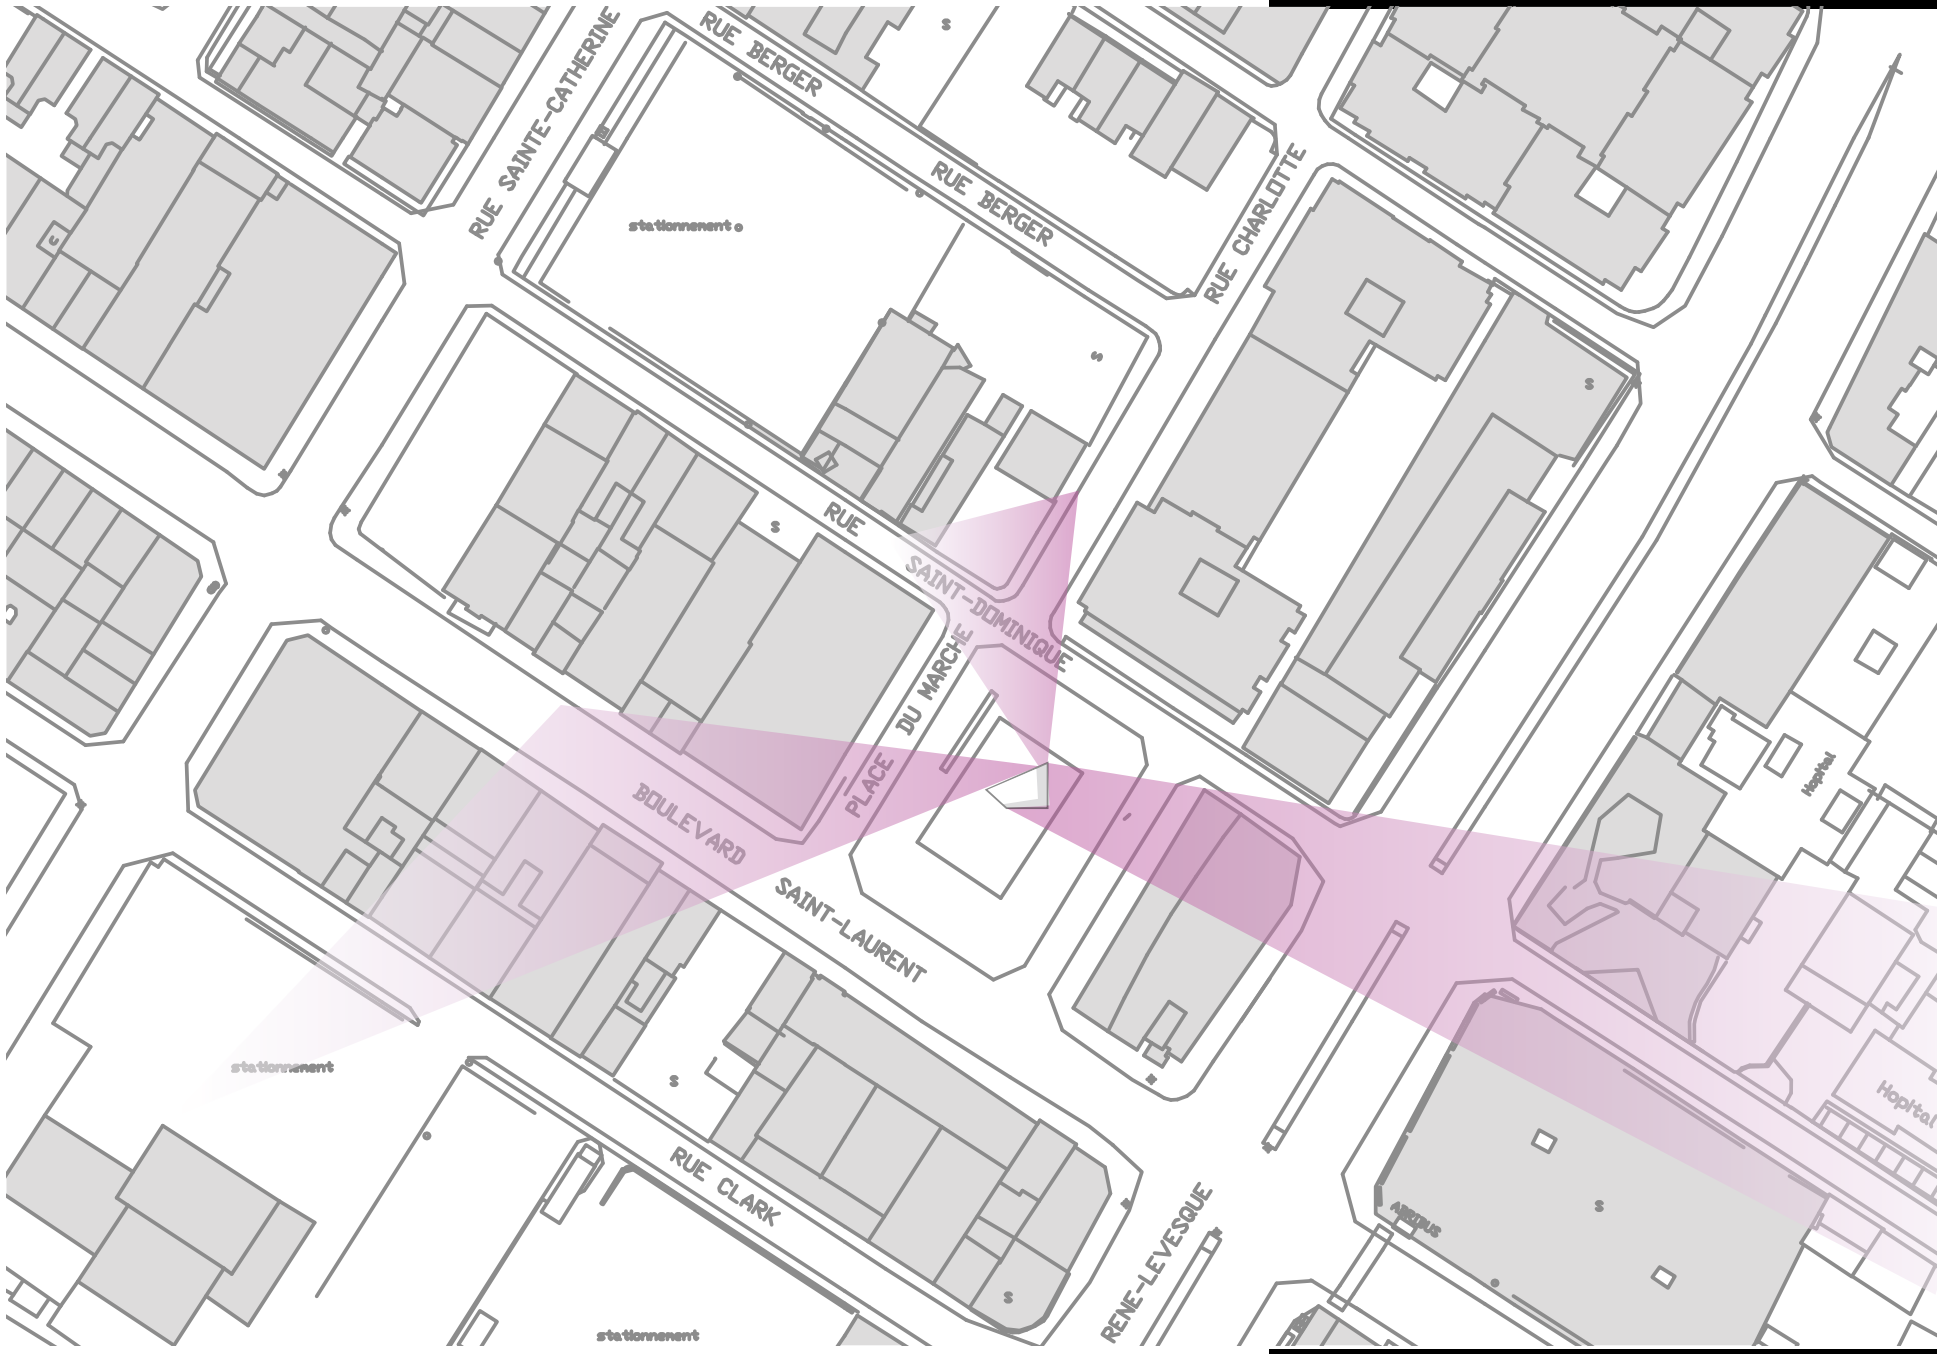 RUE BERGER
RUE SAINTE-CATHERINE
S
RUE BERGER
RUE CHARLOTTE
stationnement
S
S
RUE
S
SAINT-DOMINIQUE
PLACE DU MARCHE
Hopital
BOULEVARD
SAINT-LAURENT
stationnement
S
Hopital
RUE CLARK
S
ABRIBUS
RENE-LEVESQUE
S
stationnement